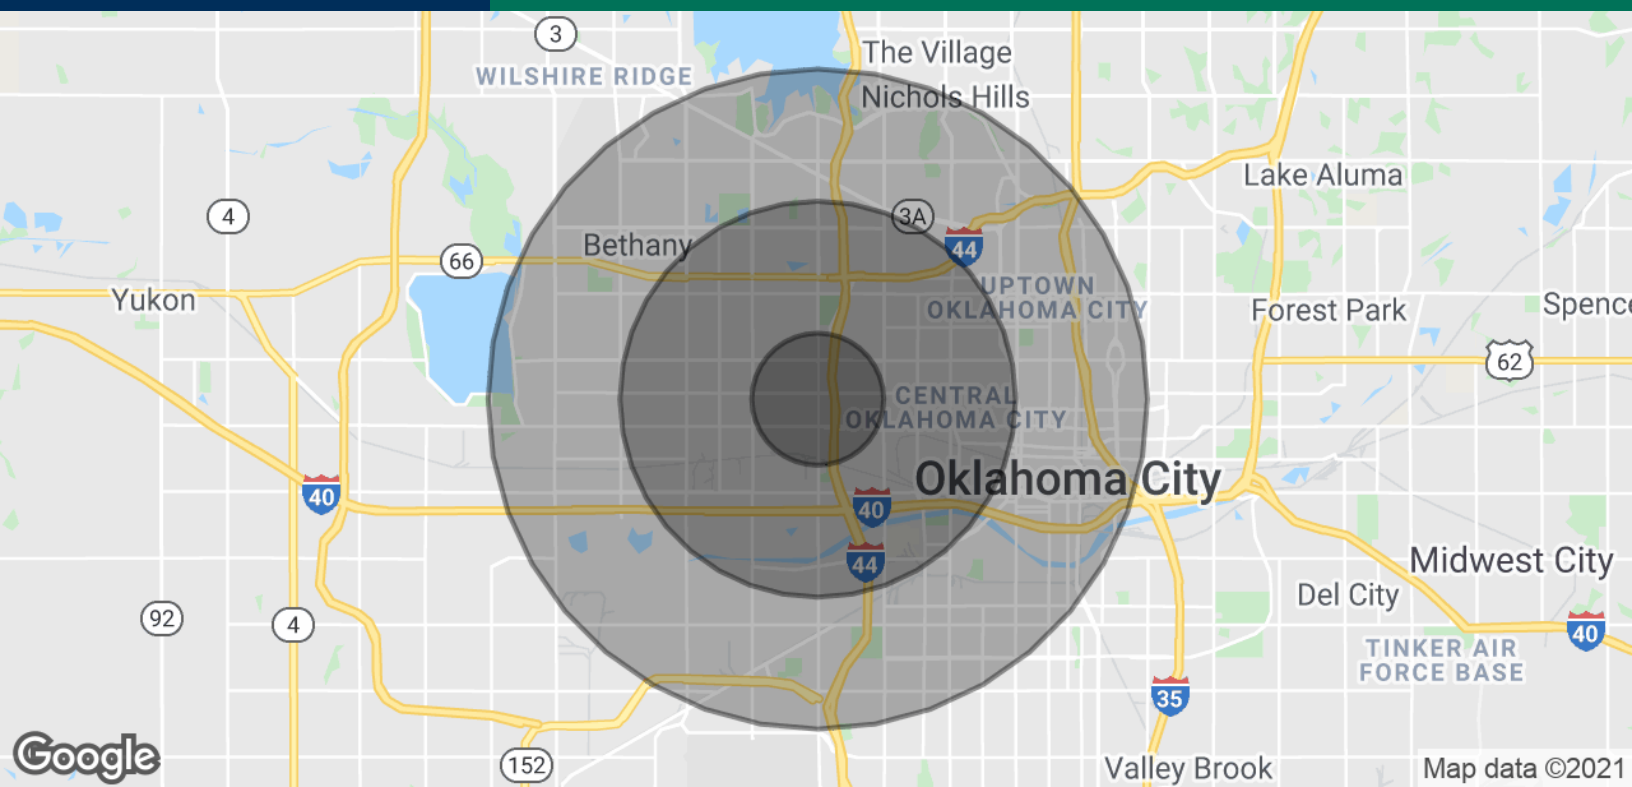 3
The Village
WILSHIRE RIDGE
Nichols Hills
Lake Aluma
4
3A
Bethany
44
66
UPTOWN
OKLAHOMA CITY
Yukon
Forest Park
Spence
62
CENTRAL
OKLAHOMA CITY
Oklahoma City
40
40
44
Midwest City
Del City
92
4
40
TINKER AIR
FORCE BASE
35
Google
152
Valley Brook
Map data ©2021